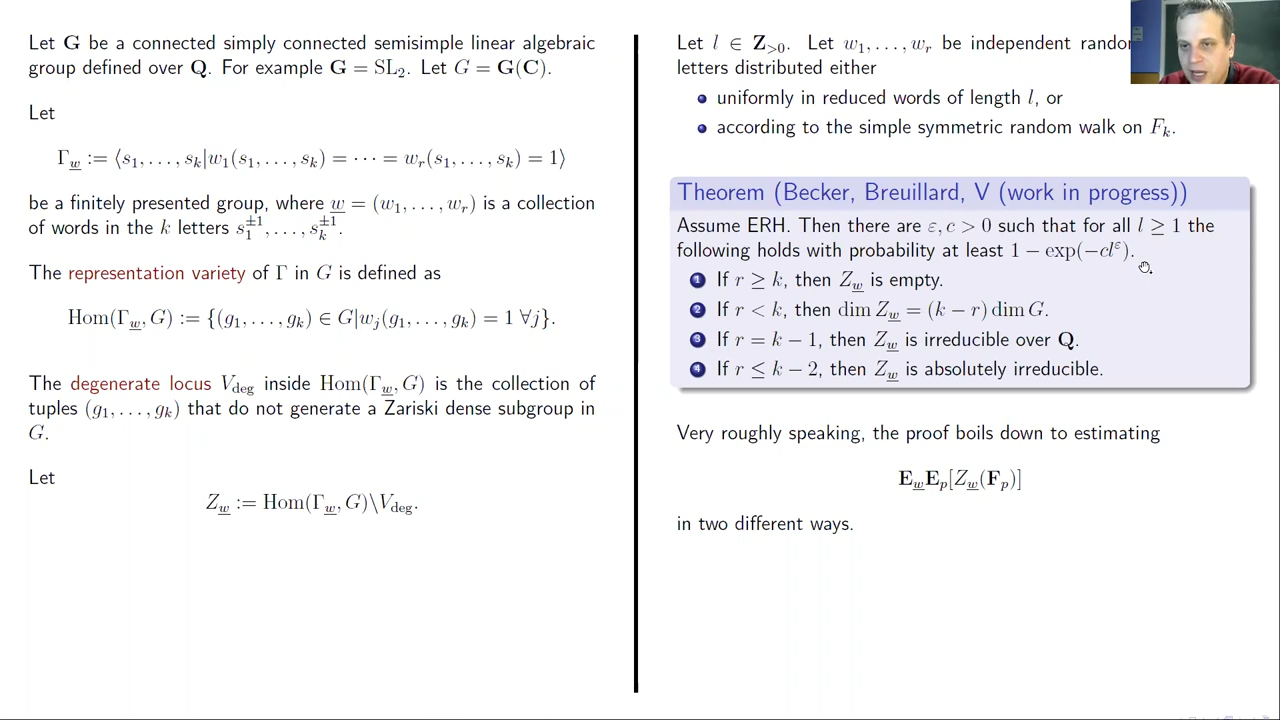 Let G be a connected simply connected semisimple linear algebraic
group defined over Q. For example G = SL₂. Let G = G(C).
Let
Γ_w := ⟨s₁, . . . , s_k|w₁(s₁, . . . , s_k) = · · · = w_r(s₁, . . . , s_k) = 1⟩
be a finitely presented group, where w = (w₁, . . . , w_r) is a collection
of words in the k letters s₁^{±1}, . . . , s_k^{±1}.
The representation variety of Γ in G is defined as
Hom(Γ_w, G) := {(g₁, . . . , g_k) ∈ G|w_j(g₁, . . . , g_k) = 1 ∀j}.
The degenerate locus V_deg inside Hom(Γ_w, G) is the collection of
tuples (g₁, . . . , g_k) that do not generate a Zariski dense subgroup in
G.
Let
Z_w := Hom(Γ_w, G)\V_deg.
Let l ∈ Z_{>0}. Let w₁, . . . , w_r be independent
letters distributed either
• uniformly in reduced words of length l, or
• according to the simple symmetric random walk on F_k.
Theorem (Becker, Breuillard, V (work in progress))
Assume ERH. Then there are ε, c > 0 such that for all l ≥ 1 the
following holds with probability at least 1 − exp(−cl^ε).
1 If r ≥ k, then Z_w is empty.
2 If r < k, then dim Z_w = (k − r) dim G.
3 If r = k − 1, then Z_w is irreducible over Q.
4 If r ≤ k − 2, then Z_w is absolutely irreducible.
Very roughly speaking, the proof boils down to estimating
E_w E_p[Z_w(F_p)]
in two different ways.